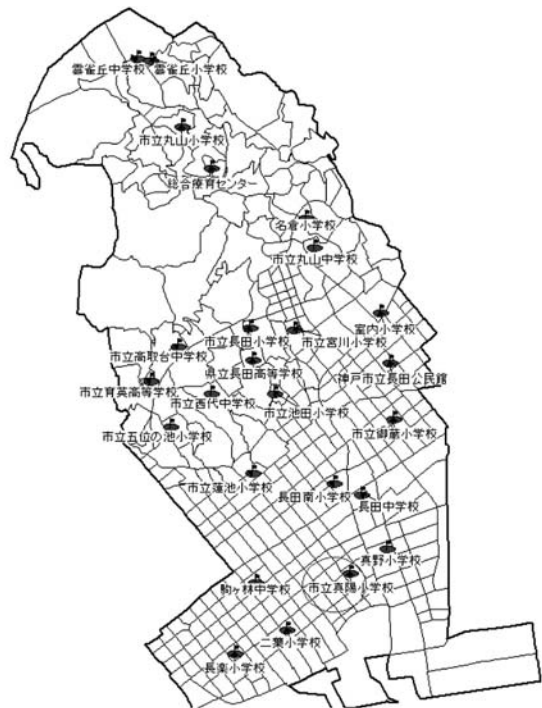 雲雀丘中学校
雲雀丘小学校
市立丸山小学校
総合療育センター
名倉小学校
市立丸山中学校
室内小学校
市立長田小学校
市立宮川小学校
市立高取台中学校
県立長田高等学校
神戸市立長田公民館
市立育英高等学校
市立西代中学校
市立池田小学校
市立五位の池小学校
市立御蔵小学校
市立蓮池小学校
長田南小学校
長田中学校
真野小学校
駒ヶ林中学校
市立真陽小学校
二葉小学校
長楽小学校